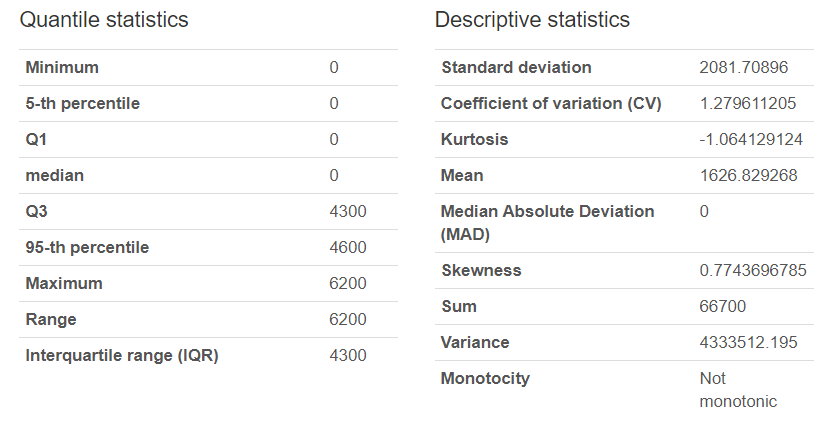 Quantile statistics
Minimum 0
5-th percentile 0
Q1 0
median 0
Q3 4300
95-th percentile 4600
Maximum 6200
Range 6200
Interquartile range (IQR) 4300
Descriptive statistics
Standard deviation 2081.70896
Coefficient of variation (CV) 1.279611205
Kurtosis -1.064129124
Mean 1626.829268
Median Absolute Deviation 0
(MAD)
Skewness 0.7743696785
Sum 66700
Variance 4333512.195
Monotocity Not
monotonic